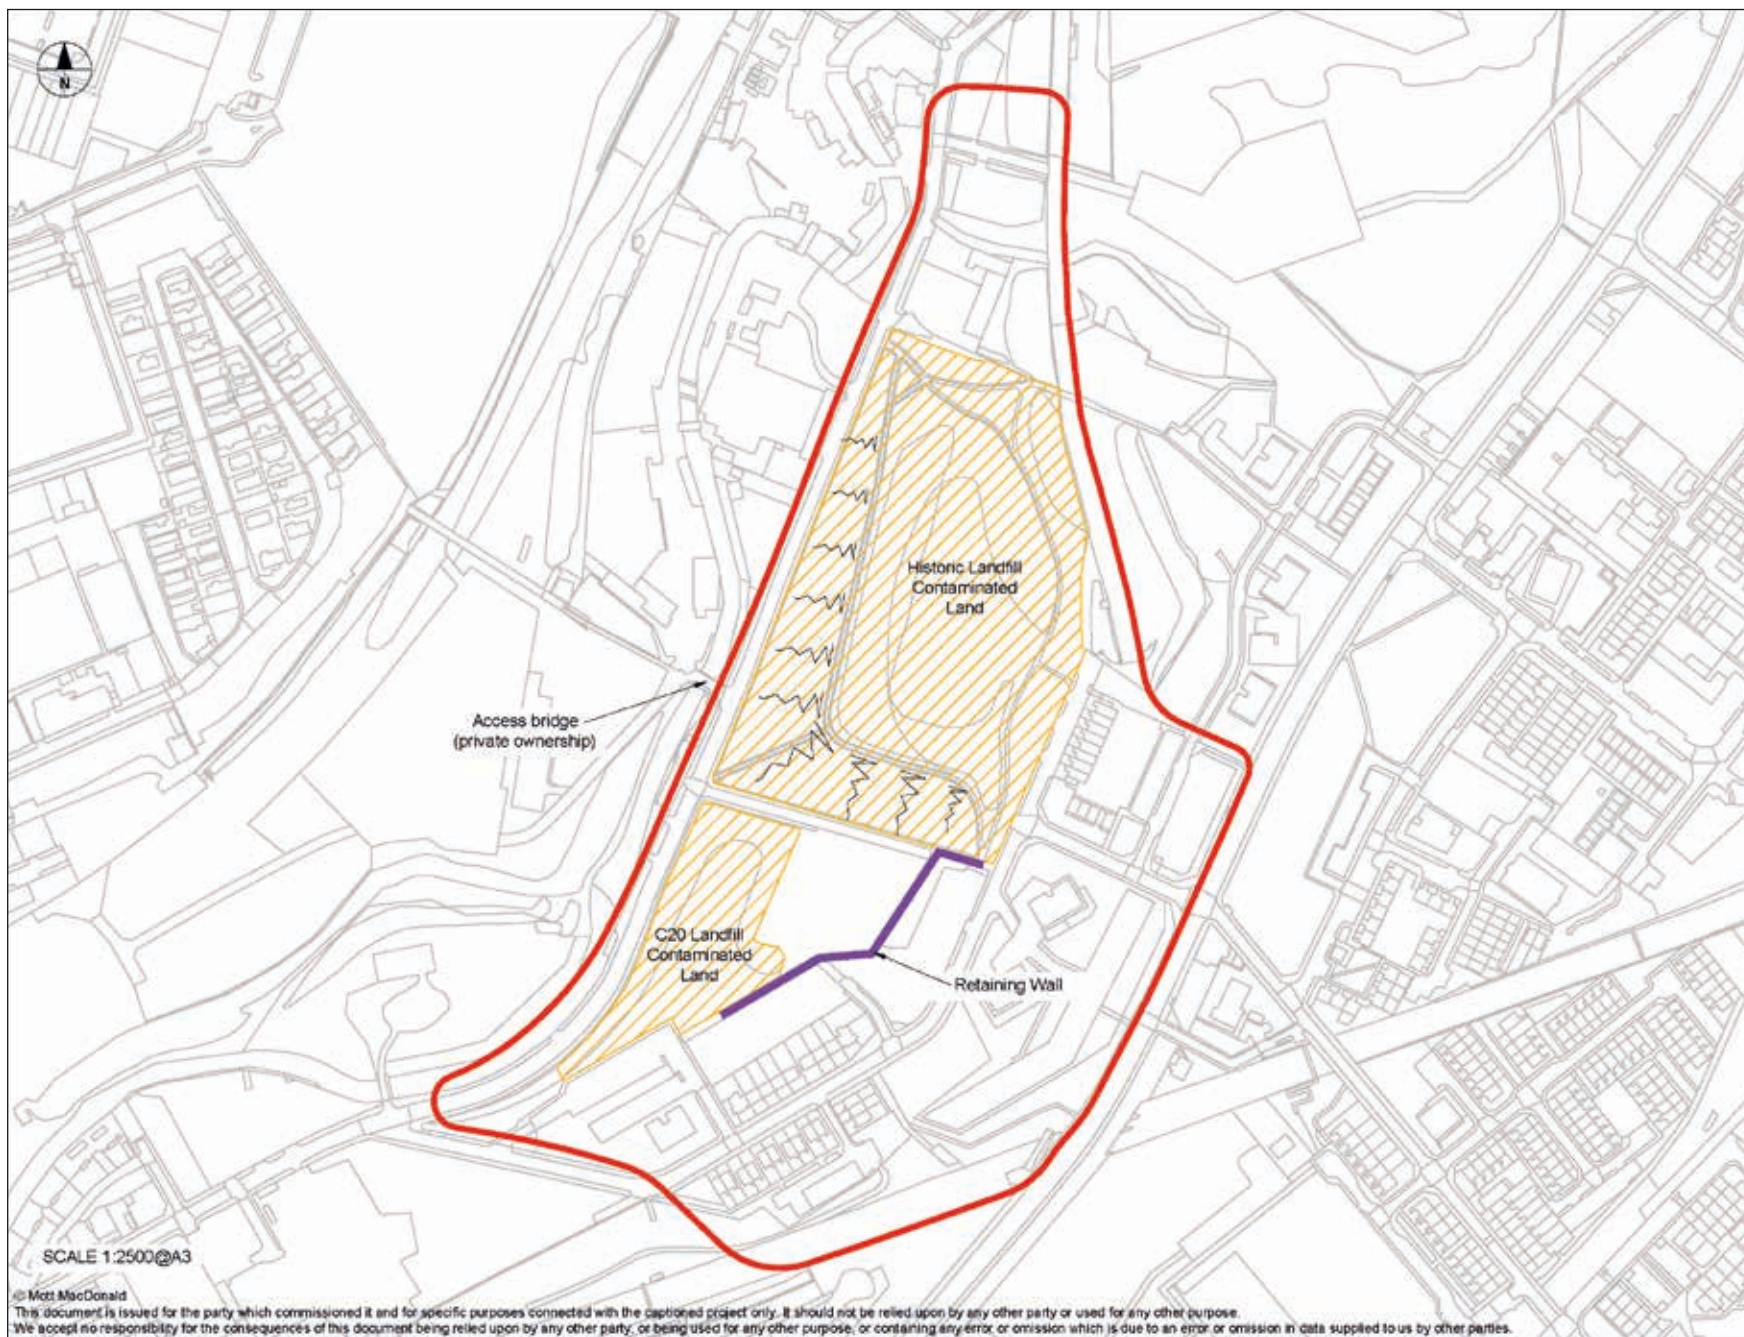 N
Historic Landfill
Contaminated
Land
Access bridge
(private ownership)
C20 Landfill
Contaminated
Land
Retaining Wall
SCALE 1:2500@A3
© Mott MacDonald
This document is issued for the party which commissioned it and for specific purposes connected with the captioned project only. It should not be relied upon by any other party or used for any other purpose.
We accept no responsibility for the consequences of this document being relied upon by any other party, or being used for any other purpose, or containing any error or omission which is due to an error or omission in data supplied to us by other parties.